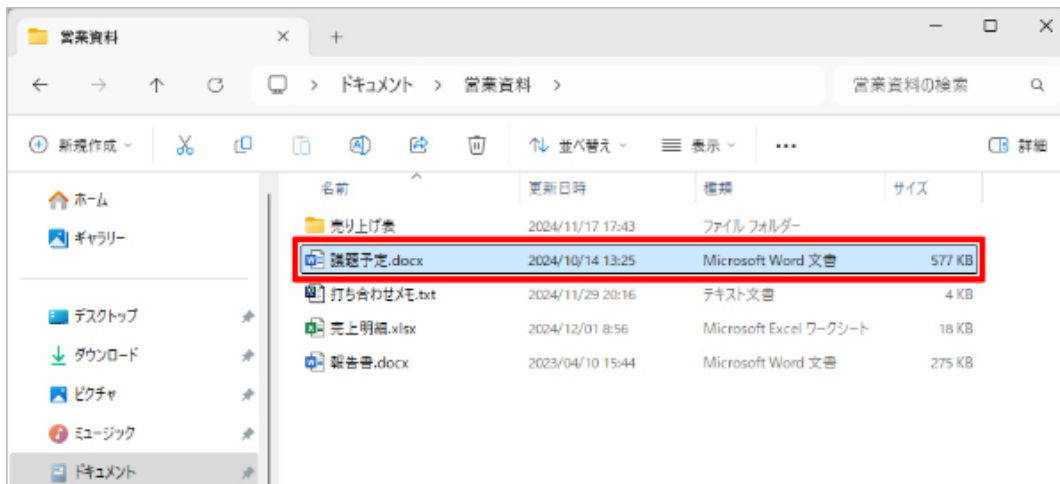 営業資料
ドキュメント > 営業資料 >
営業資料の検索
新規作成
並べ替え
表示
詳細
ホーム
ギャラリー
デスクトップ
ダウンロード
ピクチャ
ミュージック
ドキュメント
名前 更新日時 種類 サイズ
売り上げ表 2024/11/17 17:43 ファイル フォルダー
議題予定.docx 2024/10/14 13:25 Microsoft Word 文書 577 KB
打ち合わせメモ.txt 2024/11/29 20:16 テキスト文書 4 KB
売上明細.xlsx 2024/12/01 8:56 Microsoft Excel ワークシート 18 KB
報告書.docx 2023/04/10 15:44 Microsoft Word 文書 275 KB